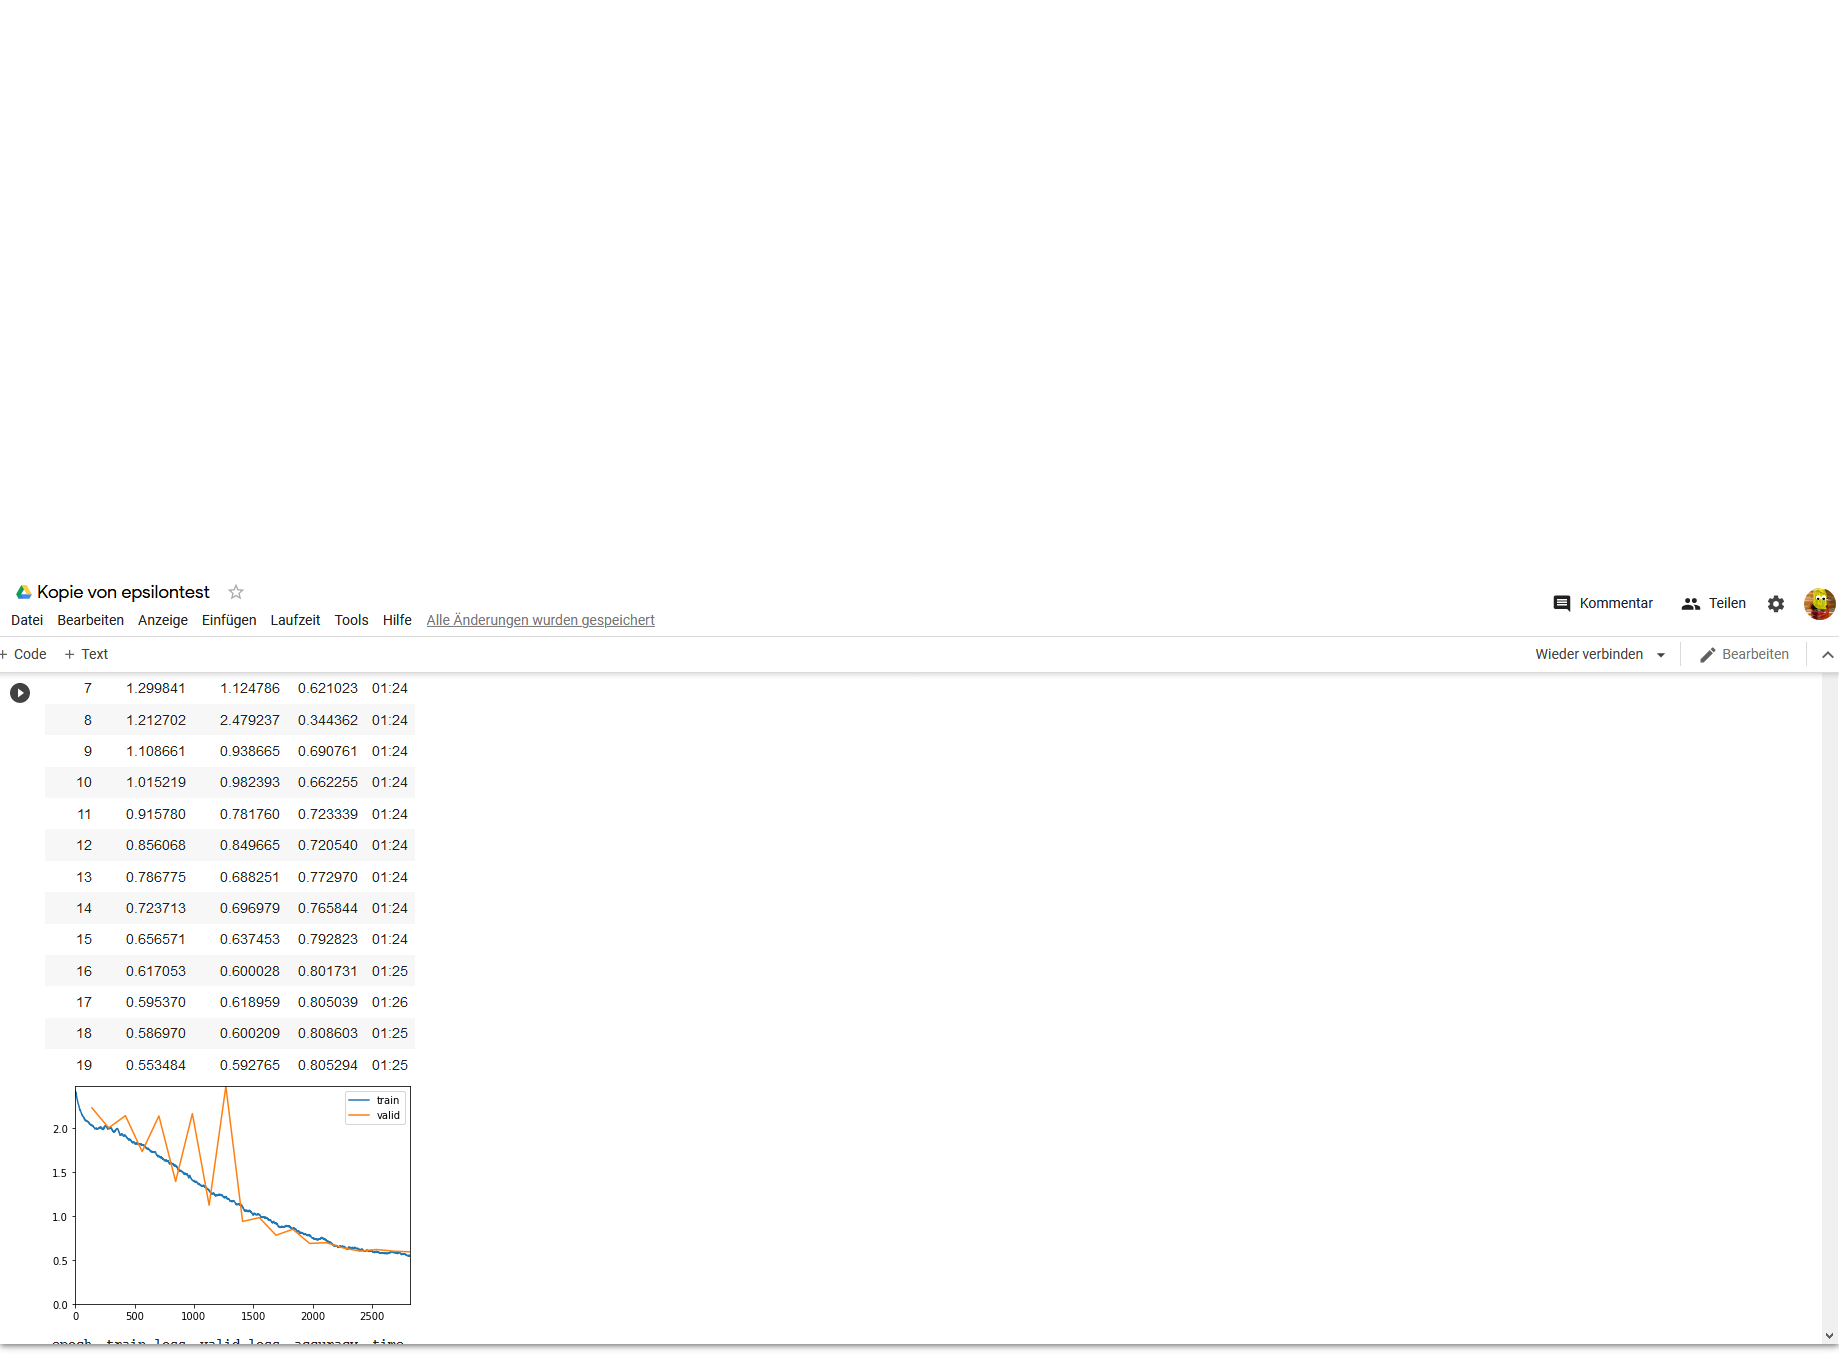 Kopie von epsilontest
Kommentar Teilen
Datei Bearbeiten Anzeige Einfügen Laufzeit Tools Hilfe Alle Änderungen wurden gespeichert
+ Code + Text Wieder verbinden Bearbeiten
7 1.299841 1.124786 0.621023 01:24
8 1.212702 2.479237 0.344362 01:24
9 1.108661 0.938665 0.690761 01:24
10 1.015219 0.982393 0.662255 01:24
11 0.915780 0.781760 0.723339 01:24
12 0.856068 0.849665 0.720540 01:24
13 0.786775 0.688251 0.772970 01:24
14 0.723713 0.696979 0.765844 01:24
15 0.656571 0.637453 0.792823 01:24
16 0.617053 0.600028 0.801731 01:25
17 0.595370 0.618959 0.805039 01:26
18 0.586970 0.600209 0.808603 01:25
19 0.553484 0.592765 0.805294 01:25
train
valid
2.0
1.5
1.0
0.5
0.0
0 500 1000 1500 2000 2500
epoch train_loss valid_loss accuracy time